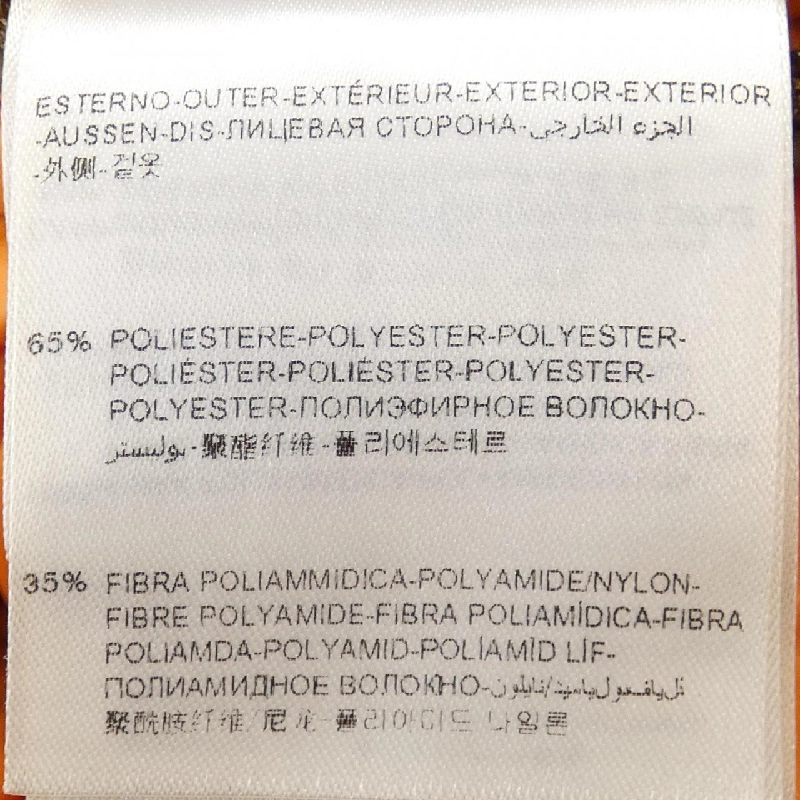 ESTERNO-OUTER-EXTÉRIEUR-EXTERIOR-EXTERIOR
-AUSSEN-DIS-ЛИЦЕВАЯ СТОРОНА-الجزء الخارجي
-外侧-겉옷
65% POLIESTERE-POLYESTER-POLYESTER-
POLIÉSTER-POLIÉSTER-POLYESTER-
POLYESTER-ПОЛИЭФИРНОЕ ВОЛОКНО-
بوليستر-聚酯纤维-폴리에스테르
35% FIBRA POLIAMMIDICA-POLYAMIDE/NYLON-
FIBRE POLYAMIDE-FIBRA POLIAMÍDICA-FIBRA
POLIAMDA-POLYAMID-POLİAMİD LİF-
ПОЛИАМИДНОЕ ВОЛОКНО-
聚酰胺纤维/尼龙-폴리아미드 나일론